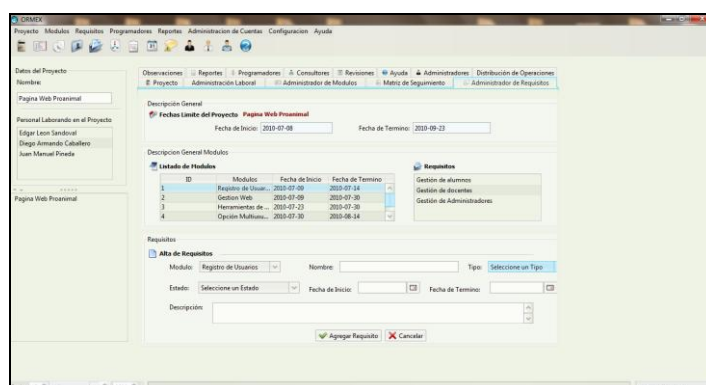 ORMEX
Proyecto Modulos Requisitos Programadores Reportes Administracion de Cuentas Configuracion Ayuda
Datos del Proyecto
Nombre:
Pagina Web Proanimal
Personal Laborando en el Proyecto
Edgar Leon Sandoval
Diego Armando Caballero
Juan Manuel Pinede
Pagina Web Proanimal
Observaciones Reportes Programadores Consultores Revisiones Ayuda Administradores Distribución de Operaciones
Proyecto Administración Laboral Administrador de Modulos Matriz de Seguimiento Administrador de Requisitos
Descripción General
Fechas Limite del Proyecto Pagina Web Proanimal
Fecha de Inicio: 2010-07-08 Fecha de Termino: 2010-09-23
Descripcion General Modulos
Listado de Modulos
ID Modulos Fecha de Inicio Fecha de Termino
1 Registro de Usuar... 2010-07-09 2010-07-14
2 Gestion Web 2010-07-09 2010-07-30
3 Herramientas de ... 2010-07-23 2010-07-30
4 Opción Multiusu... 2010-07-30 2010-08-14
Requisitos
Gestión de alumnos
Gestión de docentes
Gestión de Administradores
Requisitos
Alta de Requisitos
Modulo: Registro de Usuarios Nombre: Tipo: Seleccione un Tipo
Estado: Seleccione un Estado Fecha de Inicio: Fecha de Termino:
Descripción:
Agregar Requisito Cancelar